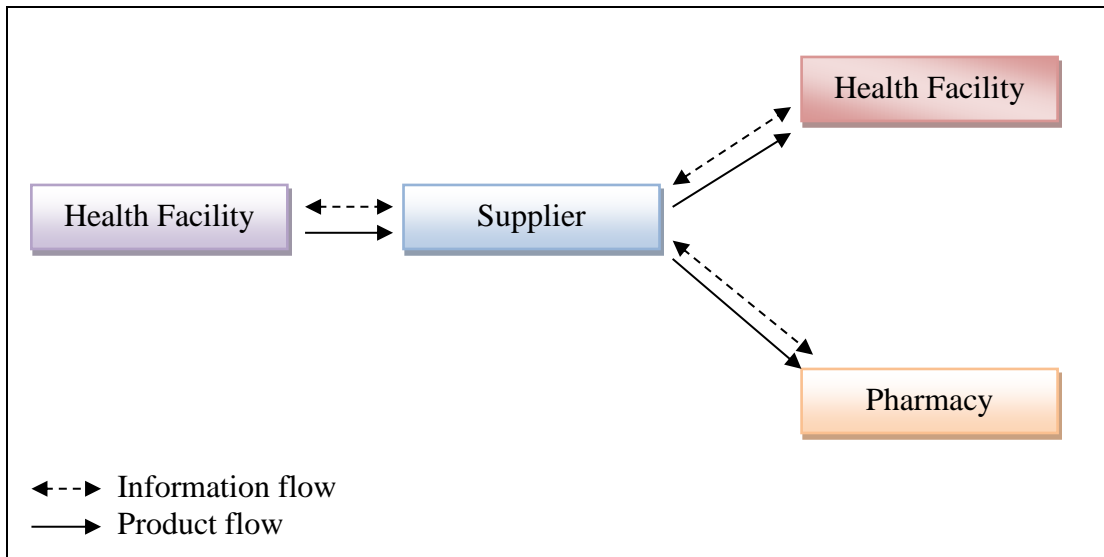 Health Facility
Health Facility
Supplier
Pharmacy
Information flow
Product flow